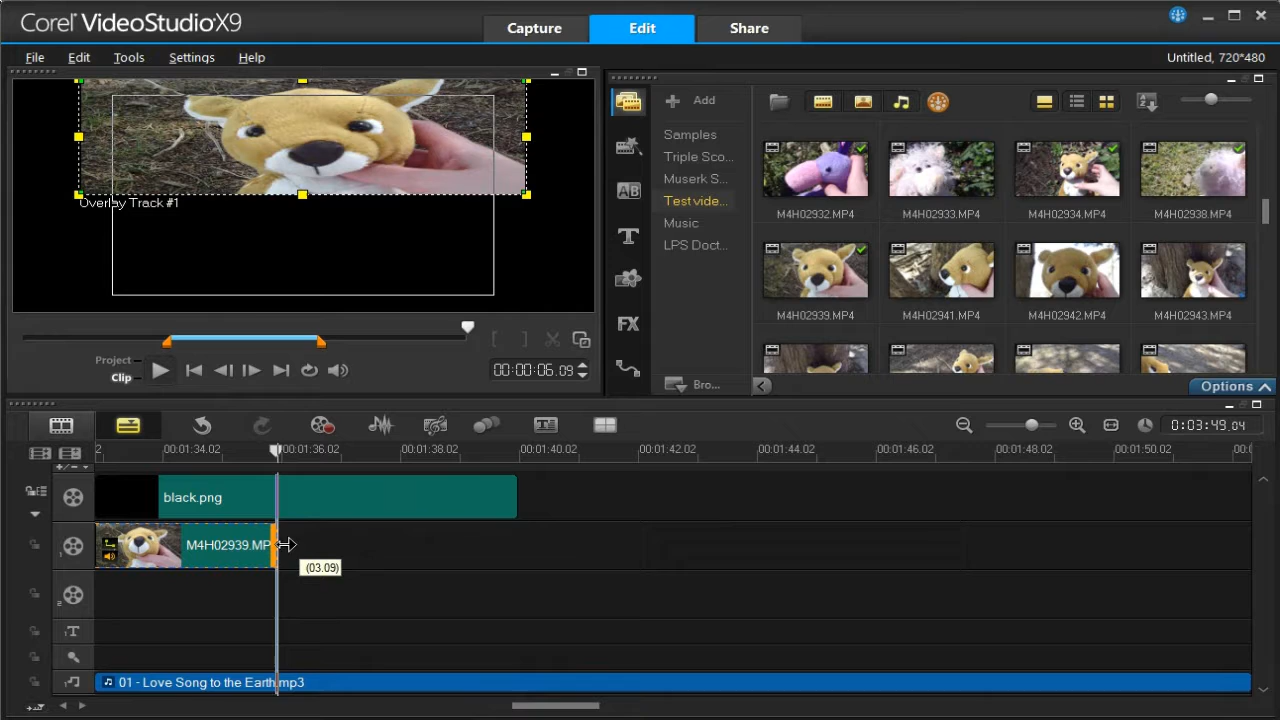 Corel VideoStudio X9
Capture
Edit
Share
File
Edit
Tools
Settings
Help
Untitled, 720*480
Overlay Track #1
Project
Clip
00:00:06.09
Add
Samples
Triple Sco...
Muserk S...
Test vide...
Music
LPS Doct...
Bro...
AB
T
FX
M4H02932.MP4
M4H02933.MP4
M4H02934.MP4
M4H02938.MP4
M4H02939.MP4
M4H02941.MP4
M4H02942.MP4
M4H02943.MP4
Options
0:03:49.04
2
00:01:34.02
00:01:36.02
00:01:38.02
00:01:40.02
00:01:42.02
00:01:44.02
00:01:46.02
00:01:48.02
00:01:50.02
black.png
1
M4H02939.MP
(03.09)
2
1T
1
01 - Love Song to the Earth.mp3